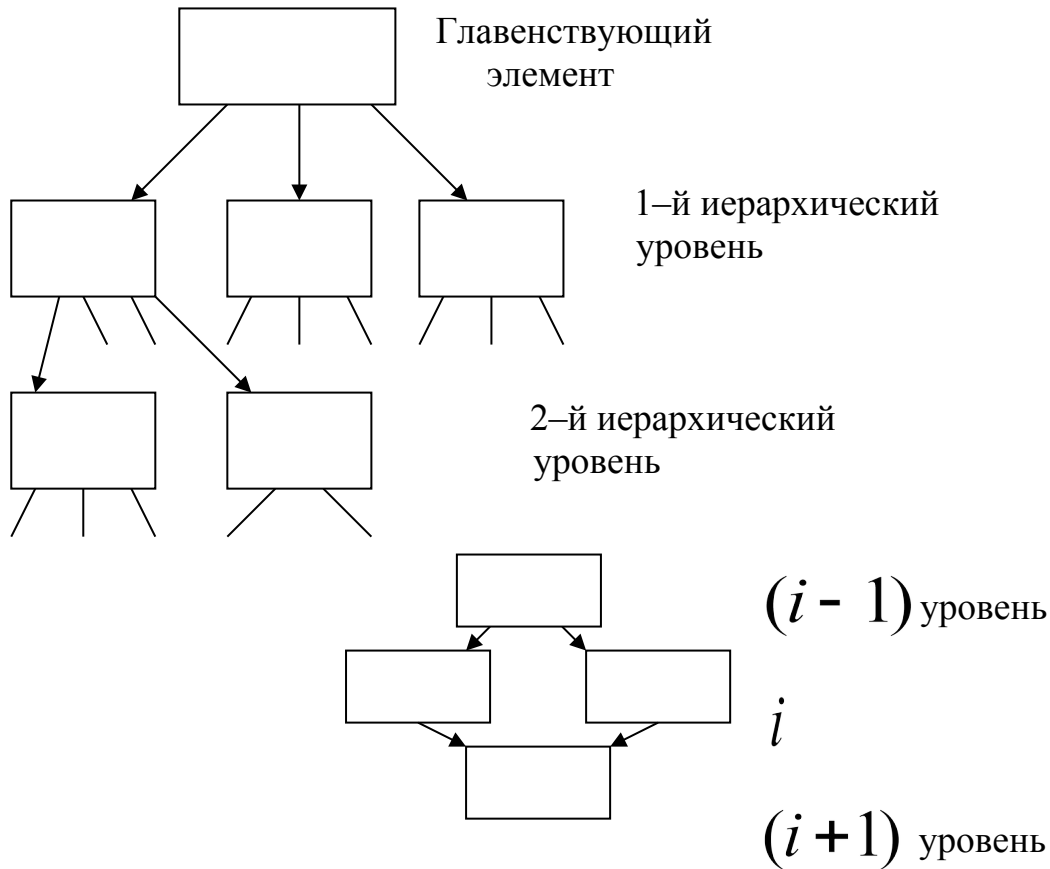 Главенствующий
элемент
1–й иерархический
уровень
2–й иерархический
уровень
(i - 1) уровень
i
(i + 1) уровень